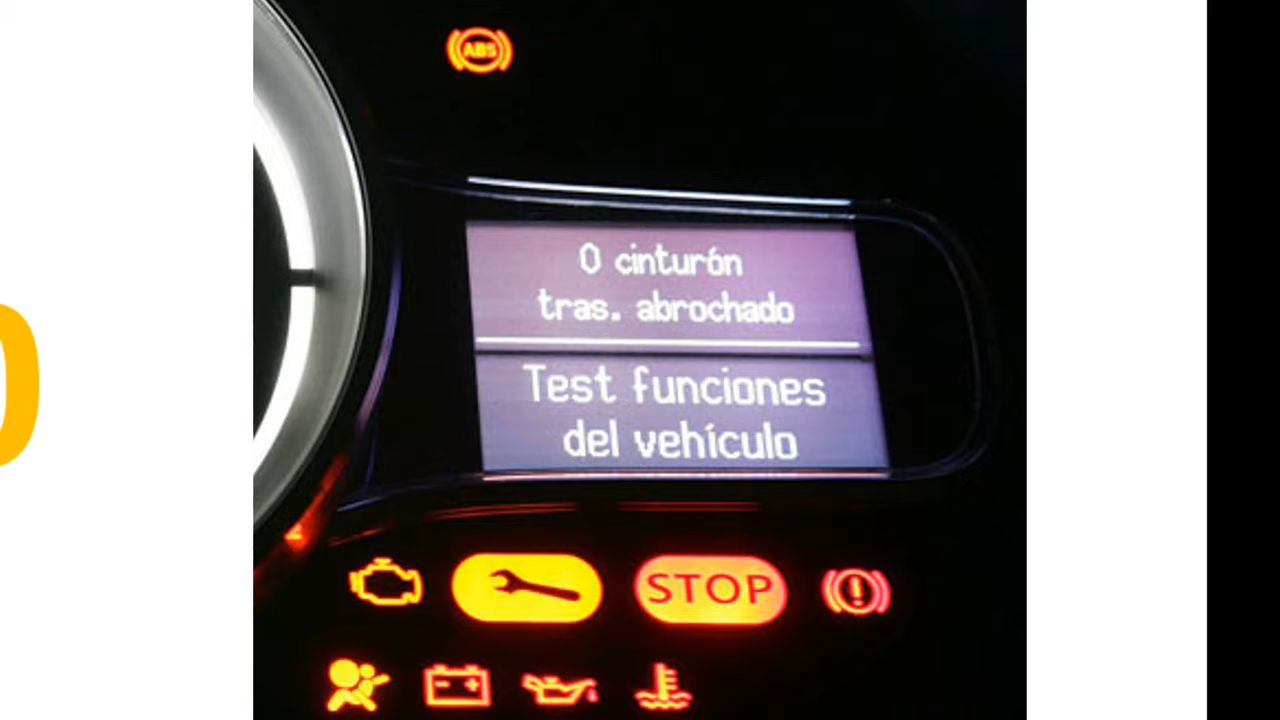 ABS
0 cinturón
tras. abrochado
Test funciones
del vehículo
STOP